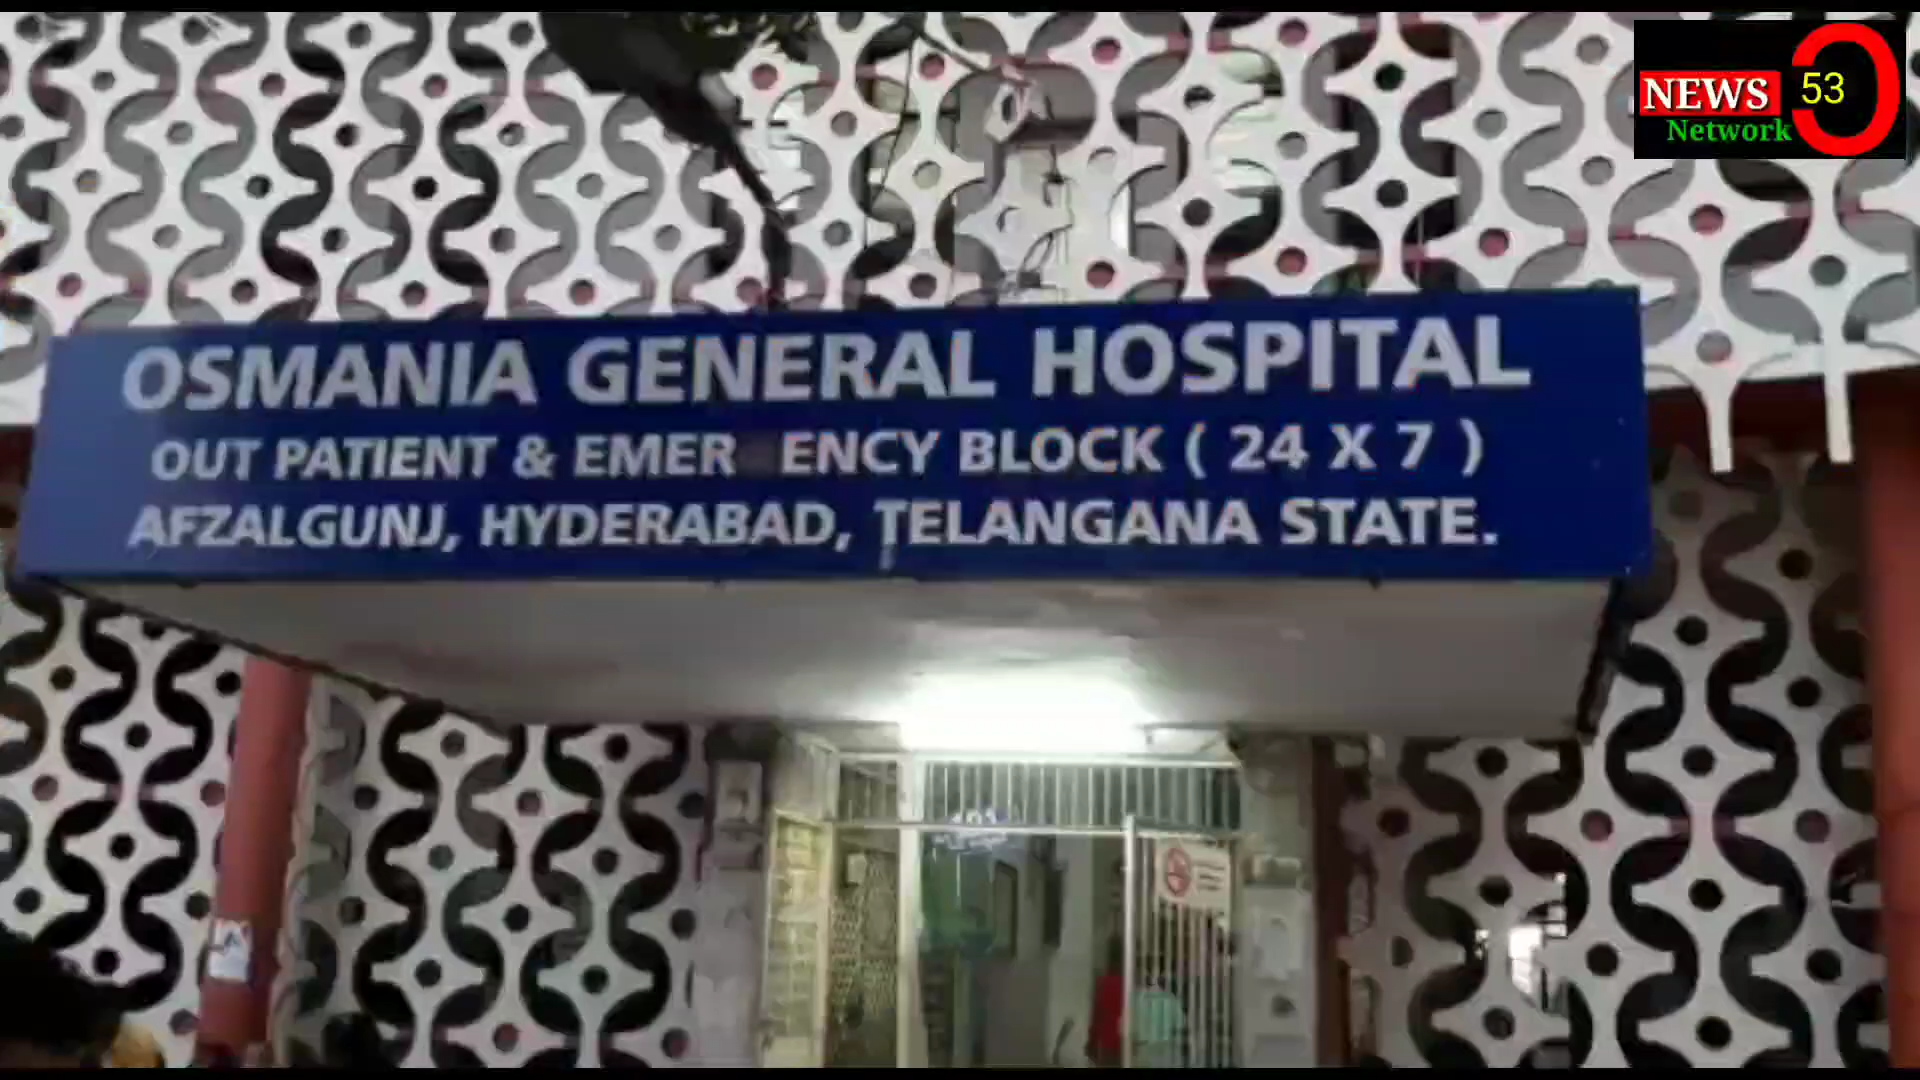 NEWS 53
Network
OSMANIA GENERAL HOSPITAL
OUT PATIENT & EMER ENCY BLOCK ( 24 X 7 )
AFZALGUNJ, HYDERABAD, TELANGANA STATE.